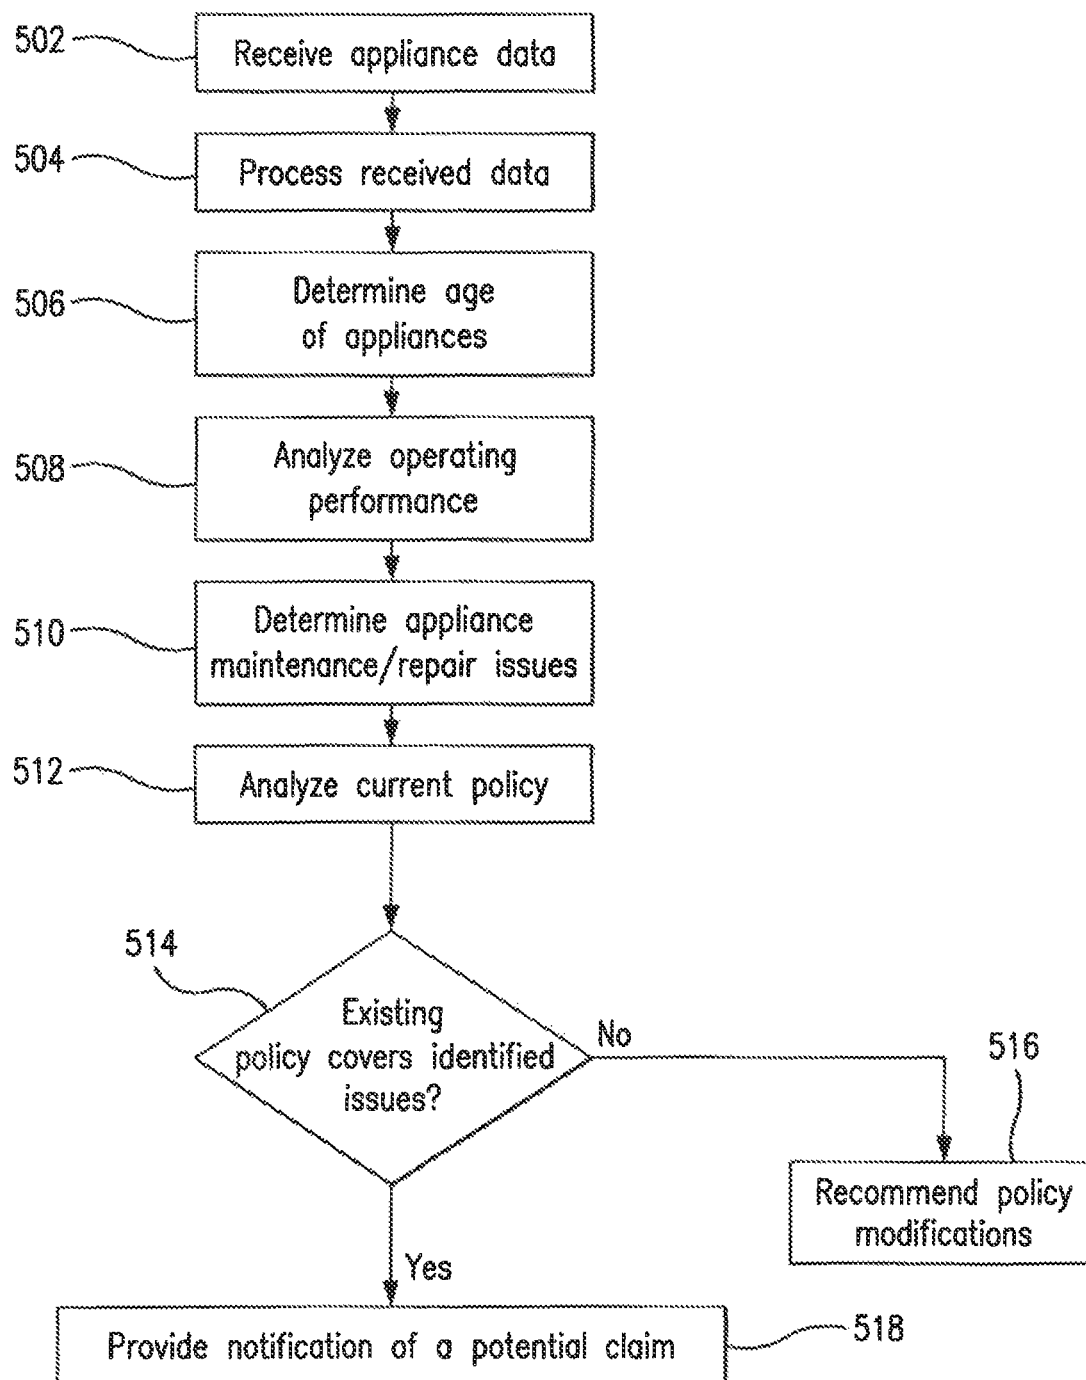 502
Receive appliance data
504
Process received data
506
Determine age
of appliances
508
Analyze operating
performance
510
Determine appliance
maintenance/repair issues
512
Analyze current policy
514
Existing
policy covers identified
issues?
No
516
Recommend policy
modifications
Yes
Provide notification of a potential claim
518